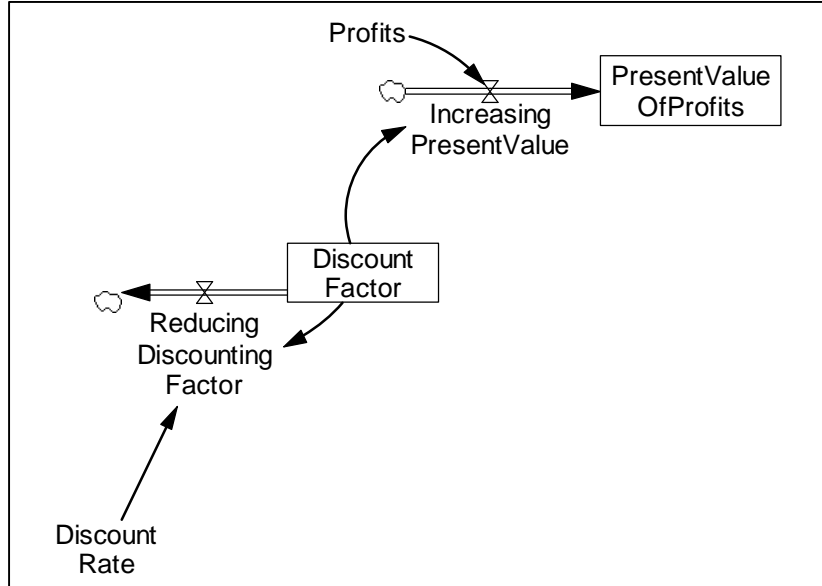 Profits
PresentValue
OfProfits
Increasing
PresentValue
Discount
Factor
Reducing
Discounting
Factor
Discount
Rate